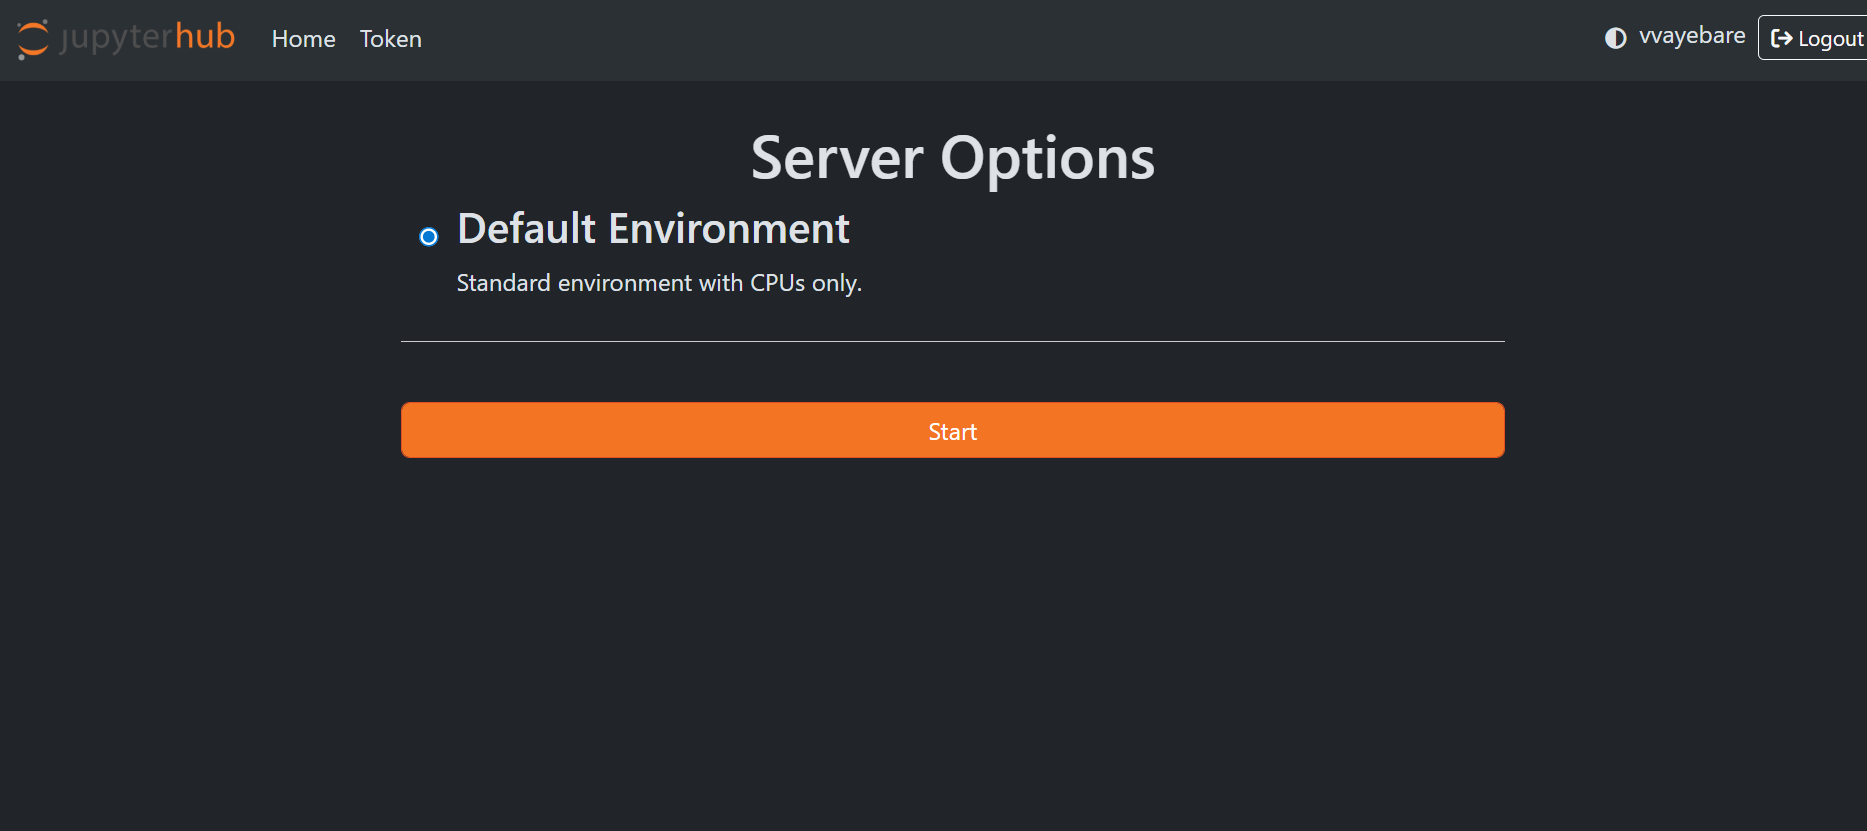 jupyterhub Home Token vvayebare Logout
Server Options
Default Environment
Standard environment with CPUs only.
Start